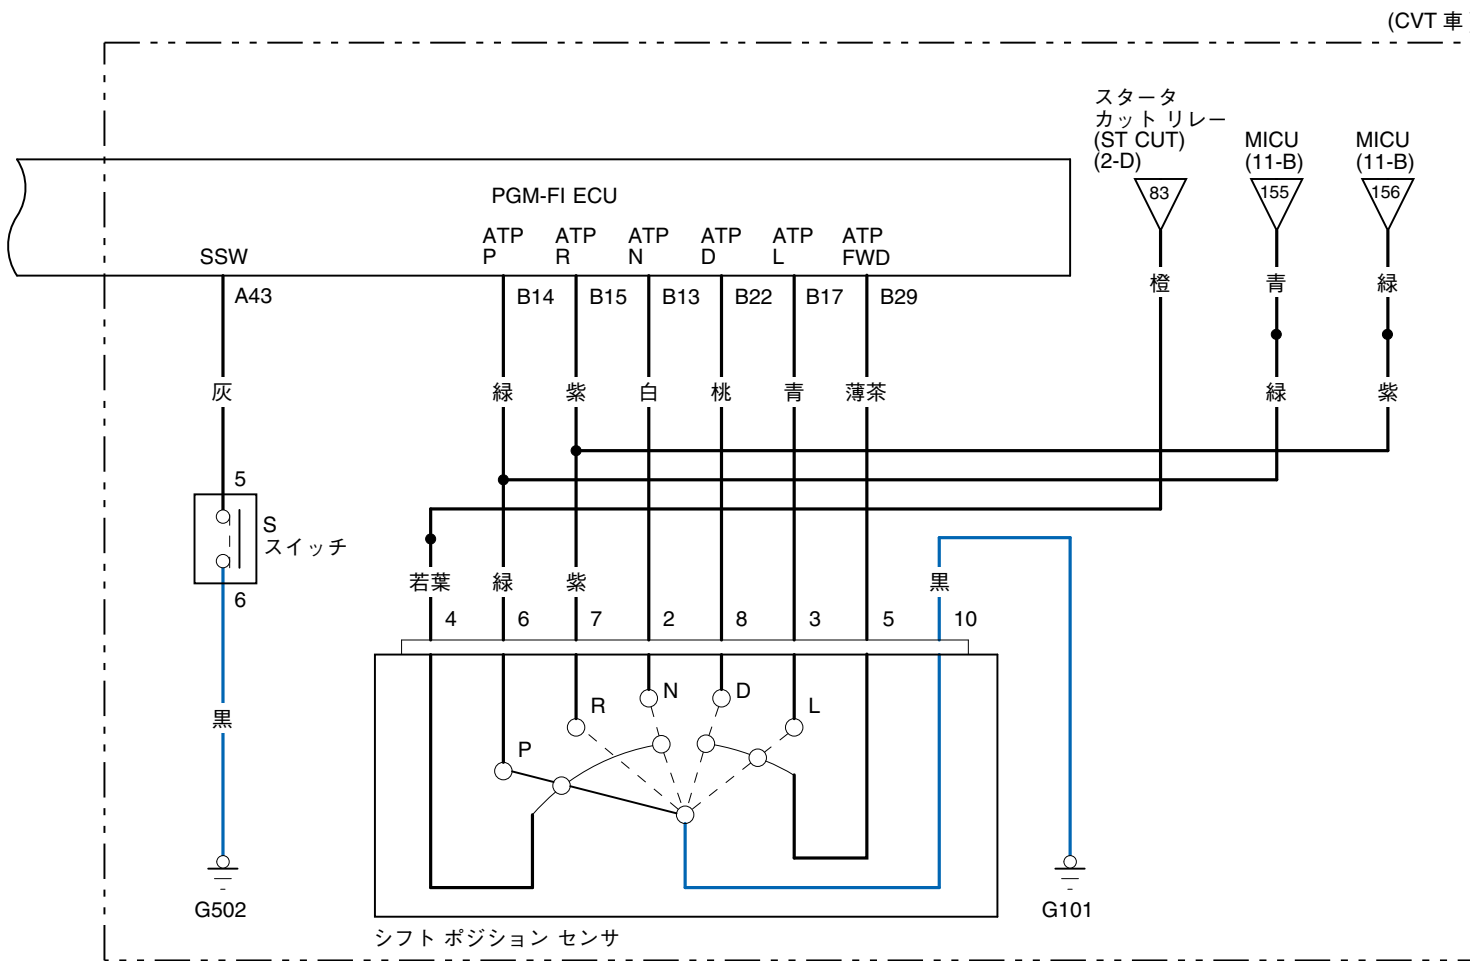 (CVT 車
スタータ
カット リレー
(ST CUT)
(2-D)
MICU
(11-B)
MICU
(11-B)
83
155
156
PGM-FI ECU
SSW
ATP
P
ATP
R
ATP
N
ATP
D
ATP
L
ATP
FWD
A43
B14
B15
B13
B22
B17
B29
橙
青
緑
灰
緑
紫
白
桃
青
薄茶
緑
紫
5
S
スイッチ
6
若葉
緑
紫
黒
4
6
7
2
8
3
5
10
P
R
N
D
L
黒
G502
G101
シフト ポジション センサ